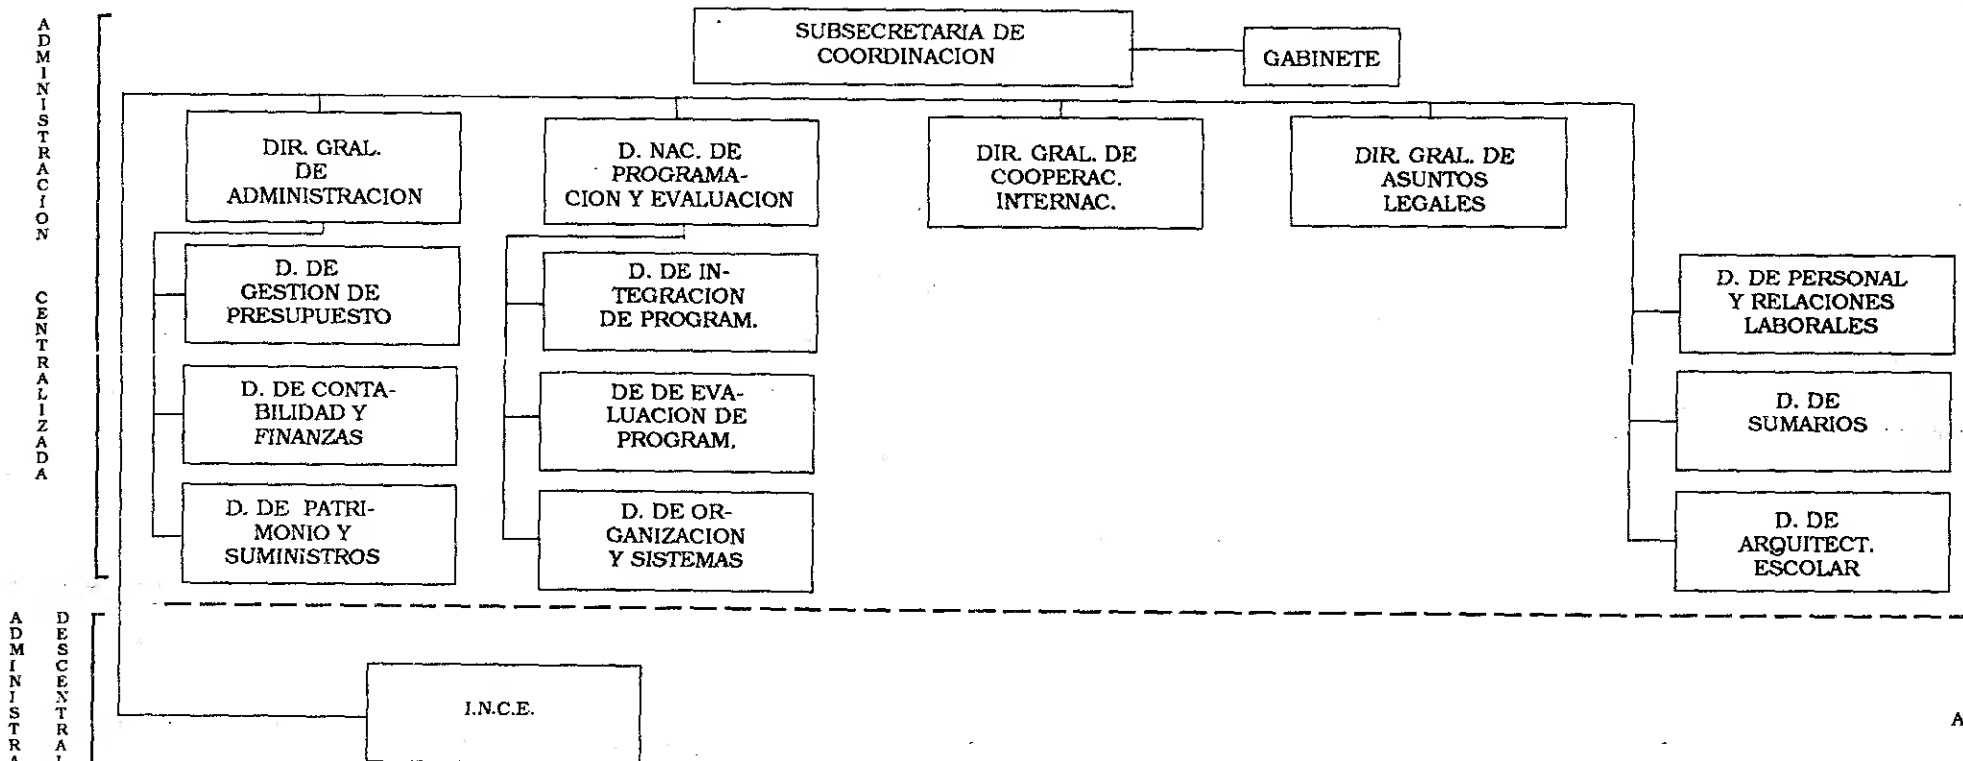 ADMINISTRACION CENTRALIZADA
SUBSECRETARIA DE
COORDINACION
GABINETE
DIR. GRAL.
DE
ADMINISTRACION
D. NAC. DE
PROGRAMA-
CION Y EVALUACION
DIR. GRAL. DE
COOPERAC.
INTERNAC.
DIR. GRAL. DE
ASUNTOS
LEGALES
D. DE
GESTION DE
PRESUPUESTO
D. DE CONTA-
BILIDAD Y
FINANZAS
D. DE PATRI-
MONIO Y
SUMINISTROS
D. DE IN-
TEGRACION
DE PROGRAM.
DE DE EVA-
LUACION DE
PROGRAM.
D. DE OR-
GANIZACION
Y SISTEMAS
D. DE PERSONAL
Y RELACIONES
LABORALES
D. DE
SUMARIOS
D. DE
ARQUITECT.
ESCOLAR
ADMINISTRA
DESCENTRAL
I.N.C.E.
A